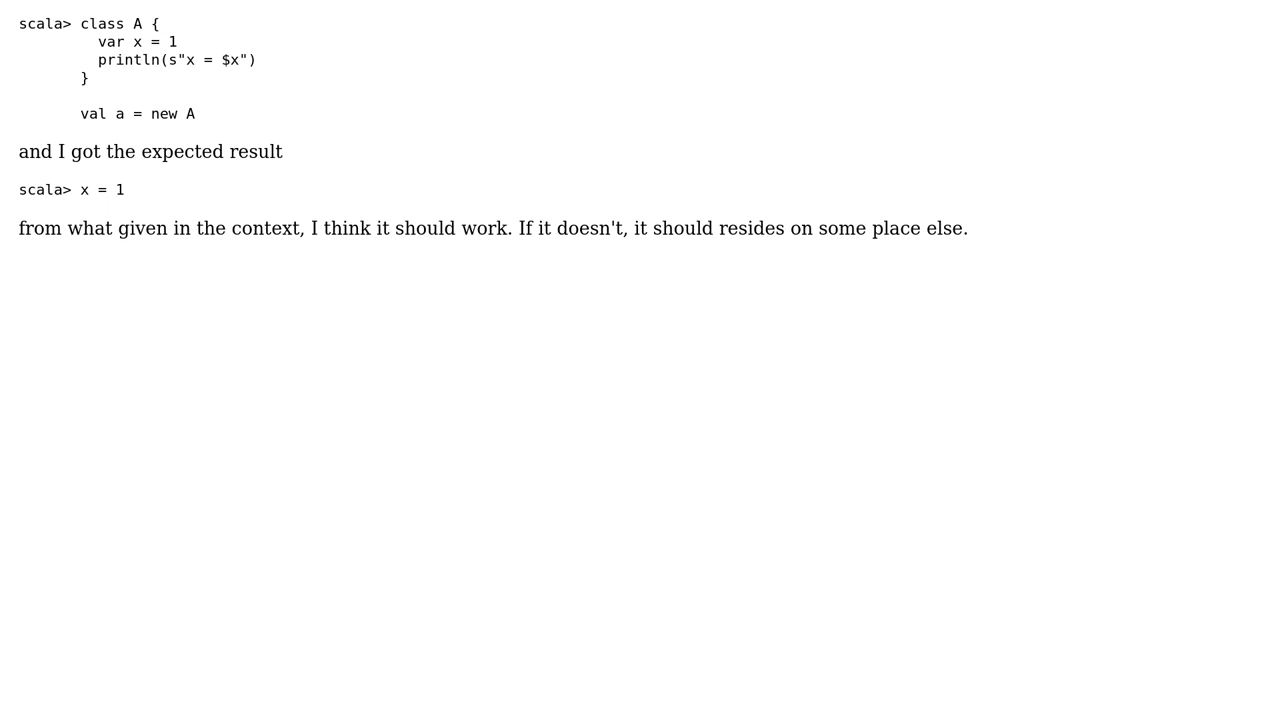 scala> class A {
         var x = 1
         println(s"x = $x")
       }
       val a = new A
and I got the expected result
scala> x = 1
from what given in the context, I think it should work. If it doesn't, it should resides on some place else.